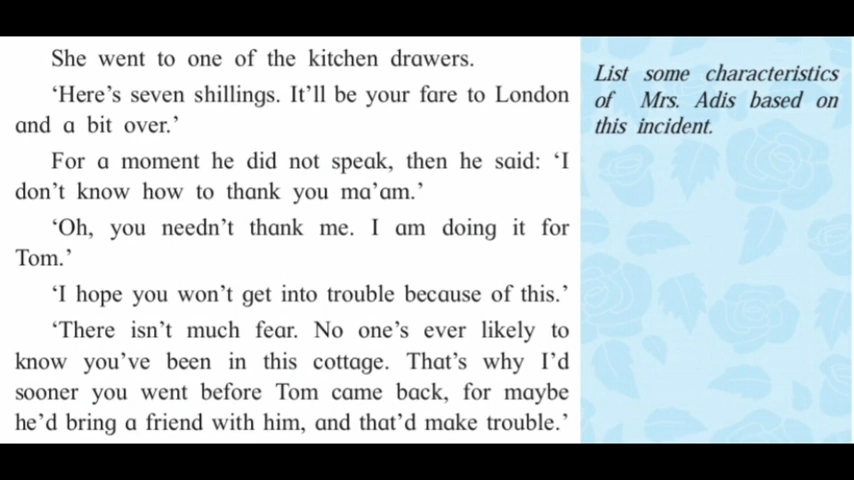 She went to one of the kitchen drawers.
‘Here’s seven shillings. It’ll be your fare to London
and a bit over.’
For a moment he did not speak, then he said: ‘I
don’t know how to thank you ma’am.’
‘Oh, you needn’t thank me. I am doing it for
Tom.’
‘I hope you won’t get into trouble because of this.’
‘There isn’t much fear. No one’s ever likely to
know you’ve been in this cottage. That’s why I’d
sooner you went before Tom came back, for maybe
he’d bring a friend with him, and that’d make trouble.’
List some characteristics
of Mrs. Adis based on
this incident.